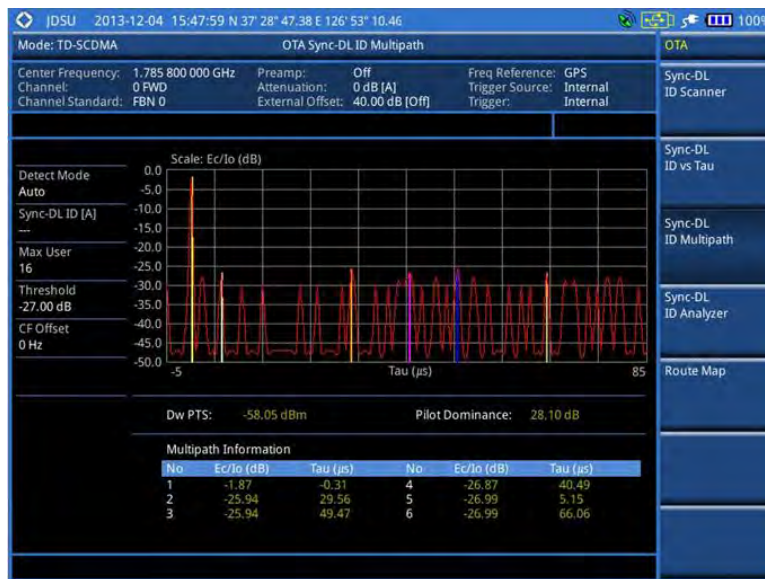 JDSU 2013-12-04 15:47:59 N 37' 28" 47.38 E 126' 53" 10.46 100%
Mode: TD-SCDMA OTA Sync-DL ID Multipath OTA
Center Frequency: 1.785 800 000 GHz Preamp: Off Freq Reference: GPS
Channel: 0 FWD Attenuation: 0 dB [A] Trigger Source: Internal
Channel Standard: FBN 0 External Offset: 40.00 dB [Off] Trigger: Internal
Sync-DL
ID Scanner
Sync-DL
ID vs Tau
Sync-DL
ID Multipath
Sync-DL
ID Analyzer
Route Map
Detect Mode
Auto
Sync-DL ID [A]
---
Max User
16
Threshold
-27.00 dB
CF Offset
0 Hz
Scale: Ec/Io (dB)
0.0
-5.0
-10.0
-15.0
-20.0
-25.0
-30.0
-35.0
-40.0
-45.0
-50.0
-5 Tau (µs) 85
Dw PTS: -58.05 dBm Pilot Dominance: 28.10 dB
Multipath Information
No Ec/Io (dB) Tau (µs) No Ec/Io (dB) Tau (µs)
1 -1.87 -0.31 4 -26.87 40.49
2 -25.94 29.56 5 -26.99 5.15
3 -25.94 49.47 6 -26.99 66.06